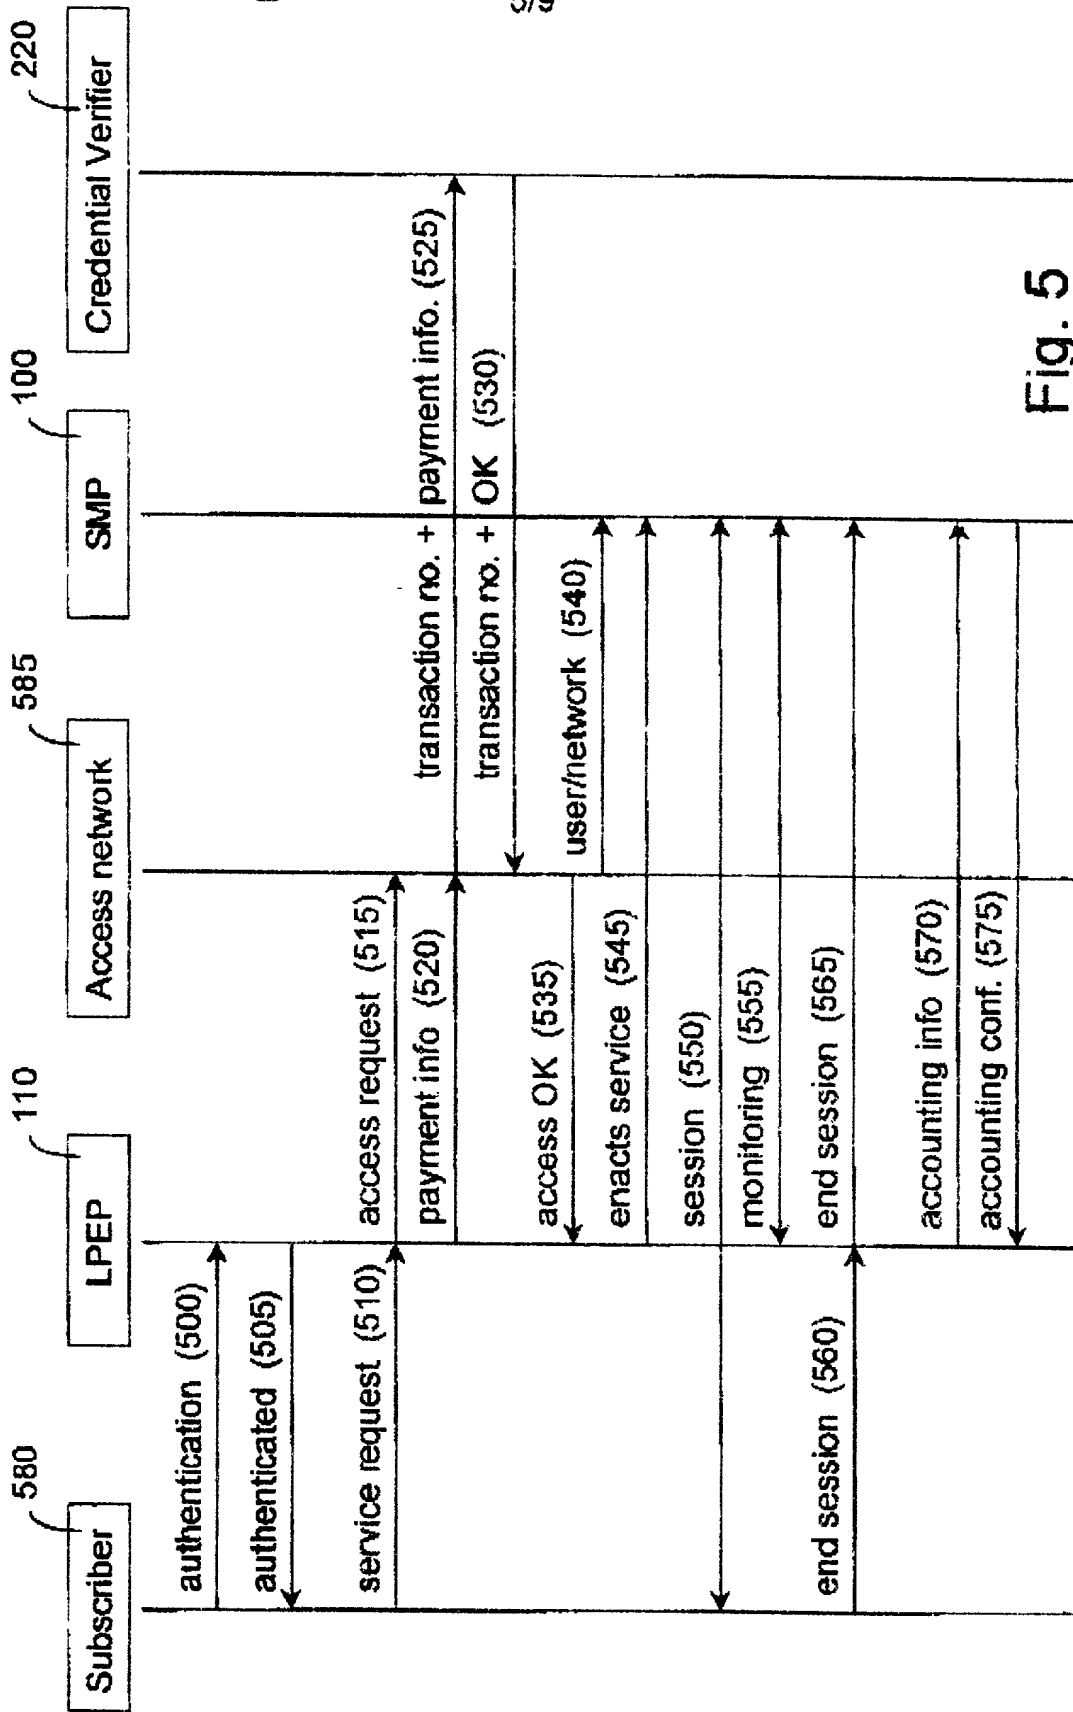 5/9
580
110
585
100
220
Subscriber
LPEP
Access network
SMP
Credential Verifier
authentication (500)
authenticated (505)
service request (510)
access request (515)
payment info (520)
transaction no. + payment info. (525)
transaction no. + OK (530)
access OK (535)
user/network (540)
enacts service (545)
session (550)
monitoring (555)
end session (560)
end session (565)
accounting info (570)
accounting conf. (575)
Fig. 5